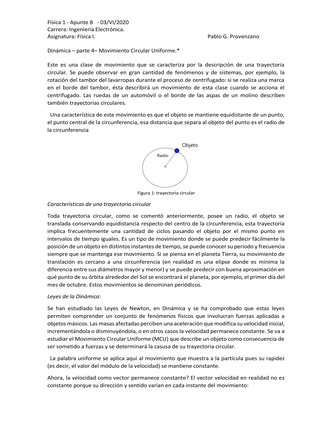 Física 1 - Apunte 8  - 03/VI/2020
Carrera: Ingeniería Electrónica.
Asignatura: Física I. Pablo G. Provenzano
Dinámica – parte 4– Movimiento Circular Uniforme.*
Este es una clase de movimiento que se caracteriza por la descripción de una trayectoria
circular. Se puede observar en gran cantidad de fenómenos y de sistemas, por ejemplo, la
rotación del tambor del lavarropas durante el proceso de centrifugado: si se realiza una marca
en el borde del tambor, ésta describirá un movimiento de esta clase cuando se acciona el
centrifugado. Las ruedas de un automóvil o el borde de las aspas de un molino describen
también trayectorias circulares.
Una característica de este movimiento es que el objeto se mantiene equidistante de un punto,
el punto central de la circunferencia, esa distancia que separa al objeto del punto es el radio de
la circunferencia
Objeto
Radio
Figura 1: trayectoria circular
Características de una trayectoria circular
Toda trayectoria circular, como se comentó anteriormente, posee un radio, el objeto se
translada conservando equidistancia respecto del centro de la circunferencia, esta trayectoria
implica frecuentemente una cantidad de ciclos pasando el objeto por el mismo punto en
intervalos de tiempo iguales. Es un tipo de movimiento donde se puede predecir fácilmente la
posición de un objeto en distintos instantes de tiempo, se puede conocer su periodo y frecuencia
siempre que se mantenga ese movimiento. Si se piensa en el planeta Tierra, su movimiento de
translación es cercano a una circunferencia (en realidad es una elipse donde es mínima la
diferencia entre sus diámetros mayor y menor) y se puede predecir con buena aproximación en
qué punto de su órbita alrededor del Sol se encontrará el planeta, por ejemplo, el primer día del
mes de octubre. Estos movimientos se denominan periódicos.
Leyes de la Dinámica:
Se han estudiado las Leyes de Newton, en Dinámica y se ha comprobado que estas leyes
permiten comprender un conjunto de fenómenos físicos que involucran fuerzas aplicadas a
objetos másicos. Las masas afectadas perciben una aceleración que modifica su velocidad inicial,
incrementándola o disminuyéndola, o en otros casos la velocidad permanece constante. Se va a
estudiar el Movimiento Circular Uniforme (MCU) que describe un objeto como consecuencia de
ser sometido a fuerzas y se determinará la casusa de su trayectoria circular.
La palabra uniforme se aplica aquí al movimiento que muestra a la partícula pues su rapidez
(es decir, el valor del módulo de la velocidad) se mantiene constante.
Ahora, la velocidad como vector permanece constante? El vector velocidad en realidad no es
constante porque su dirección y sentido varían en cada instante del movimiento: